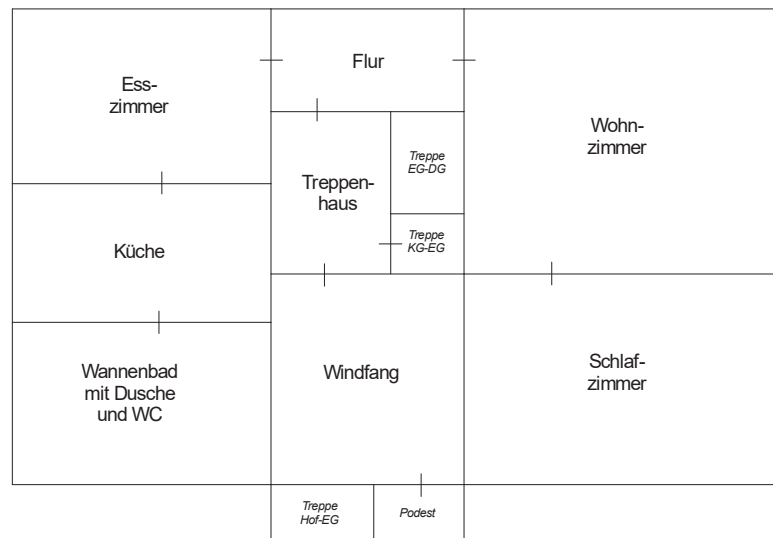 Ess-
zimmer
Flur
Wohn-
zimmer
Treppe
EG-DG
Treppen-
haus
Treppe
KG-EG
Küche
Wannenbad
mit Dusche
und WC
Windfang
Schlaf-
zimmer
Treppe
Hof-EG
Podest